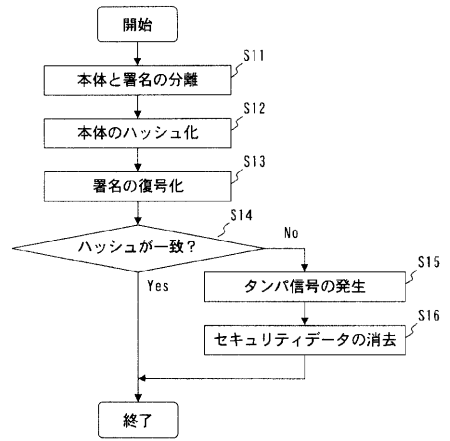 開始
S11
本体と署名の分離
S12
本体のハッシュ化
S13
署名の復号化
S14
ハッシュが一致?
No
Yes
S15
タンパ信号の発生
S16
セキュリティデータの消去
終了